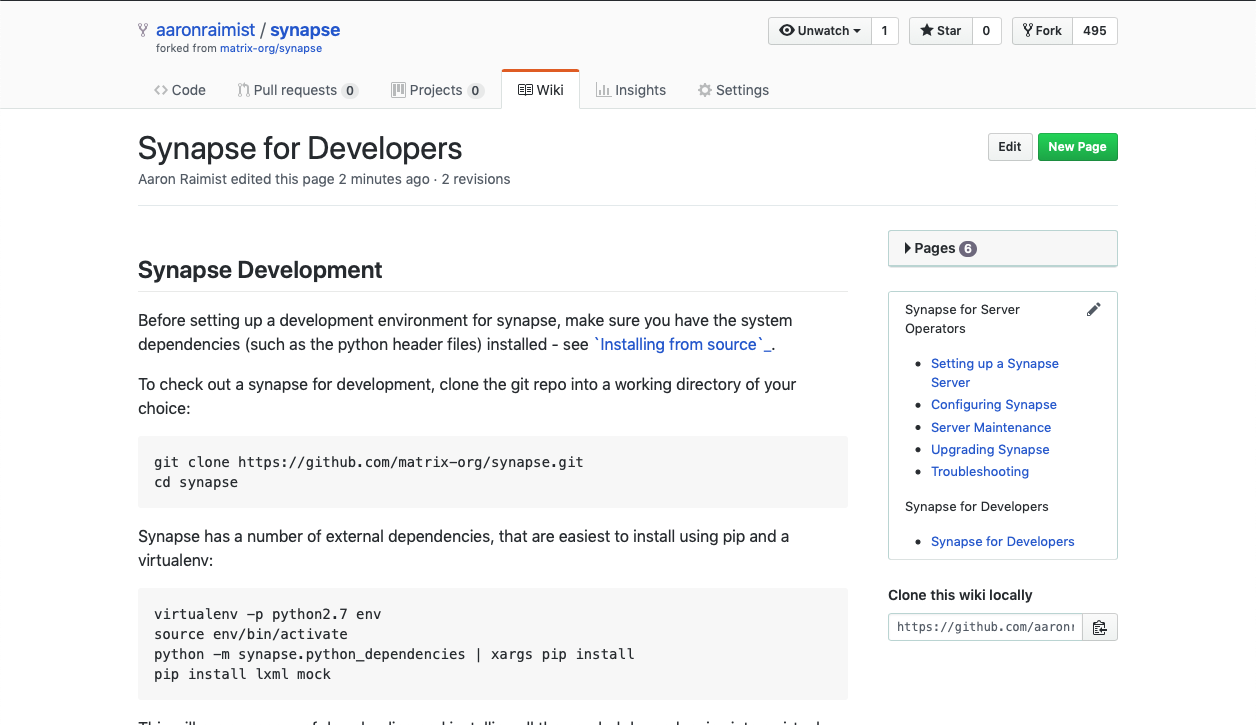 aaronraimist / synapse
forked from matrix-org/synapse
Unwatch 1 Star 0 Fork 495
Code Pull requests 0 Projects 0 Wiki Insights Settings
Synapse for Developers
Edit New Page
Aaron Raimist edited this page 2 minutes ago · 2 revisions
Synapse Development
Before setting up a development environment for synapse, make sure you have the system
dependencies (such as the python header files) installed - see `Installing from source`_.
To check out a synapse for development, clone the git repo into a working directory of your
choice:
git clone https://github.com/matrix-org/synapse.git
cd synapse
Synapse has a number of external dependencies, that are easiest to install using pip and a
virtualenv:
virtualenv -p python2.7 env
source env/bin/activate
python -m synapse.python_dependencies | xargs pip install
pip install lxml mock
Pages 6
Synapse for Server
Operators
Setting up a Synapse
Server
Configuring Synapse
Server Maintenance
Upgrading Synapse
Troubleshooting
Synapse for Developers
Synapse for Developers
Clone this wiki locally
https://github.com/aaronr